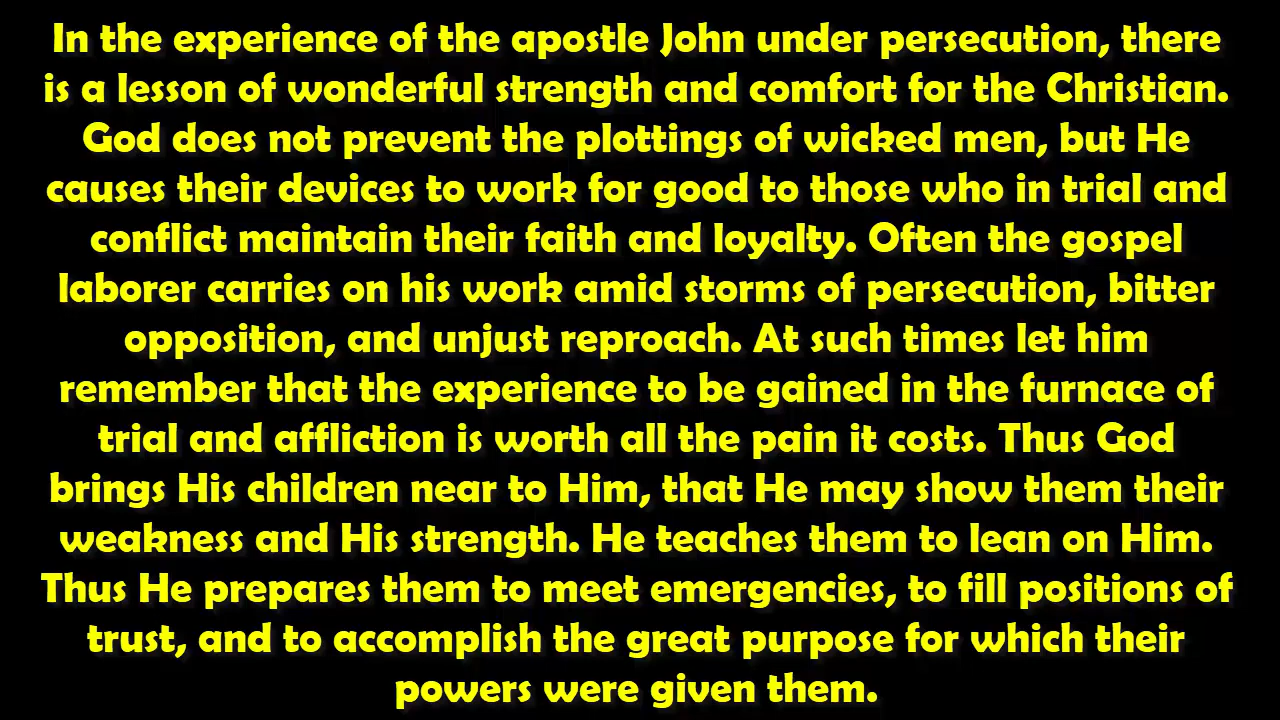 In the experience of the apostle John under persecution, there
is a lesson of wonderful strength and comfort for the Christian.
God does not prevent the plottings of wicked men, but He
causes their devices to work for good to those who in trial and
conflict maintain their faith and loyalty. Often the gospel
laborer carries on his work amid storms of persecution, bitter
opposition, and unjust reproach. At such times let him
remember that the experience to be gained in the furnace of
trial and affliction is worth all the pain it costs. Thus God
brings His children near to Him, that He may show them their
weakness and His strength. He teaches them to lean on Him.
Thus He prepares them to meet emergencies, to fill positions of
trust, and to accomplish the great purpose for which their
powers were given them.